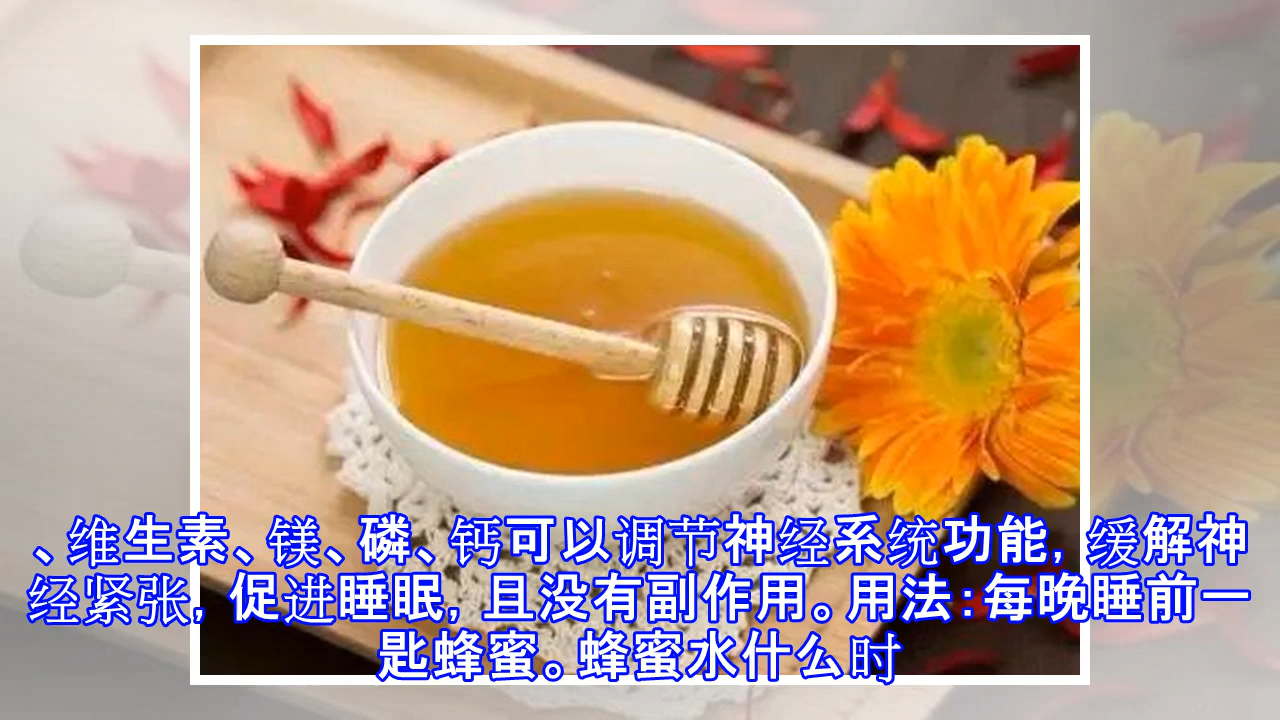 、维生素、镁、磷、钙可以调节神经系统功能，缓解神
经紧张，促进睡眠，且没有副作用。用法：每晚睡前一
匙蜂蜜。蜂蜜水什么时